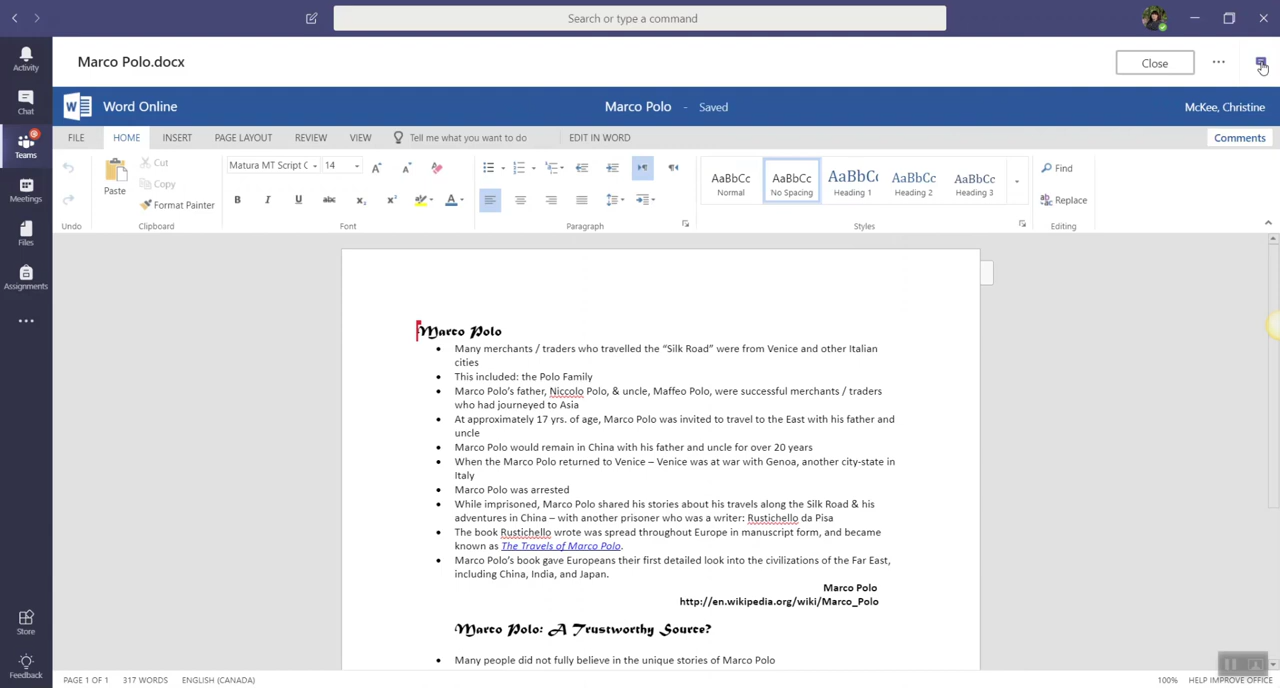 Search or type a command
Activity
Chat
Teams
Meetings
Files
Assignments
Store
Feedback
Marco Polo.docx
Close
Word Online
Marco Polo - Saved
McKee, Christine
FILE HOME INSERT PAGE LAYOUT REVIEW VIEW Tell me what you want to do EDIT IN WORD Comments
Paste
Cut
Copy
Format Painter
Matura MT Script C 14
B I U abc x₂ x² A
AaBbCc Normal
AaBbCc No Spacing
AaBbCc Heading 1
AaBbCc Heading 2
AaBbCc Heading 3
Find
Replace
Undo Clipboard Font Paragraph Styles Editing
Marco Polo
• Many merchants / traders who travelled the “Silk Road” were from Venice and other Italian
cities
• This included: the Polo Family
• Marco Polo’s father, Niccolo Polo, & uncle, Maffeo Polo, were successful merchants / traders
who had journeyed to Asia
• At approximately 17 yrs. of age, Marco Polo was invited to travel to the East with his father and
uncle
• Marco Polo would remain in China with his father and uncle for over 20 years
• When the Marco Polo returned to Venice – Venice was at war with Genoa, another city-state in
Italy
• Marco Polo was arrested
• While imprisoned, Marco Polo shared his stories about his travels along the Silk Road & his
adventures in China – with another prisoner who was a writer: Rustichello da Pisa
• The book Rustichello wrote was spread throughout Europe in manuscript form, and became
known as The Travels of Marco Polo.
• Marco Polo’s book gave Europeans their first detailed look into the civilizations of the Far East,
including China, India, and Japan.
Marco Polo
http://en.wikipedia.org/wiki/Marco_Polo
Marco Polo: A Trustworthy Source?
• Many people did not fully believe in the unique stories of Marco Polo
PAGE 1 OF 1 317 WORDS ENGLISH (CANADA) 100% HELP IMPROVE OFFICE